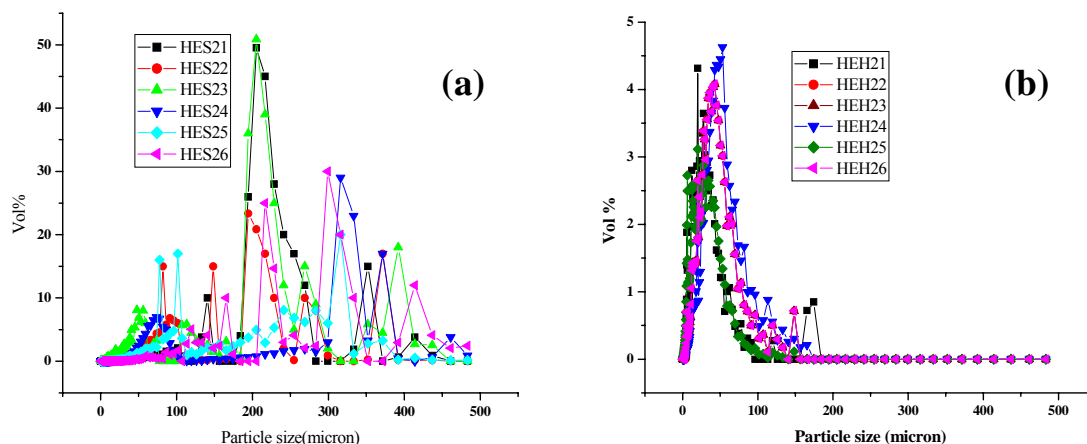 (a)
HES21
HES22
HES23
HES24
HES25
HES26
Vol%
50
40
30
20
10
0
0
100
200
300
400
500
Particle size(micron)
(b)
HEH21
HEH22
HEH23
HEH24
HEH25
HEH26
Vol %
5
4
3
2
1
0
0
100
200
300
400
500
Particle size (micron)